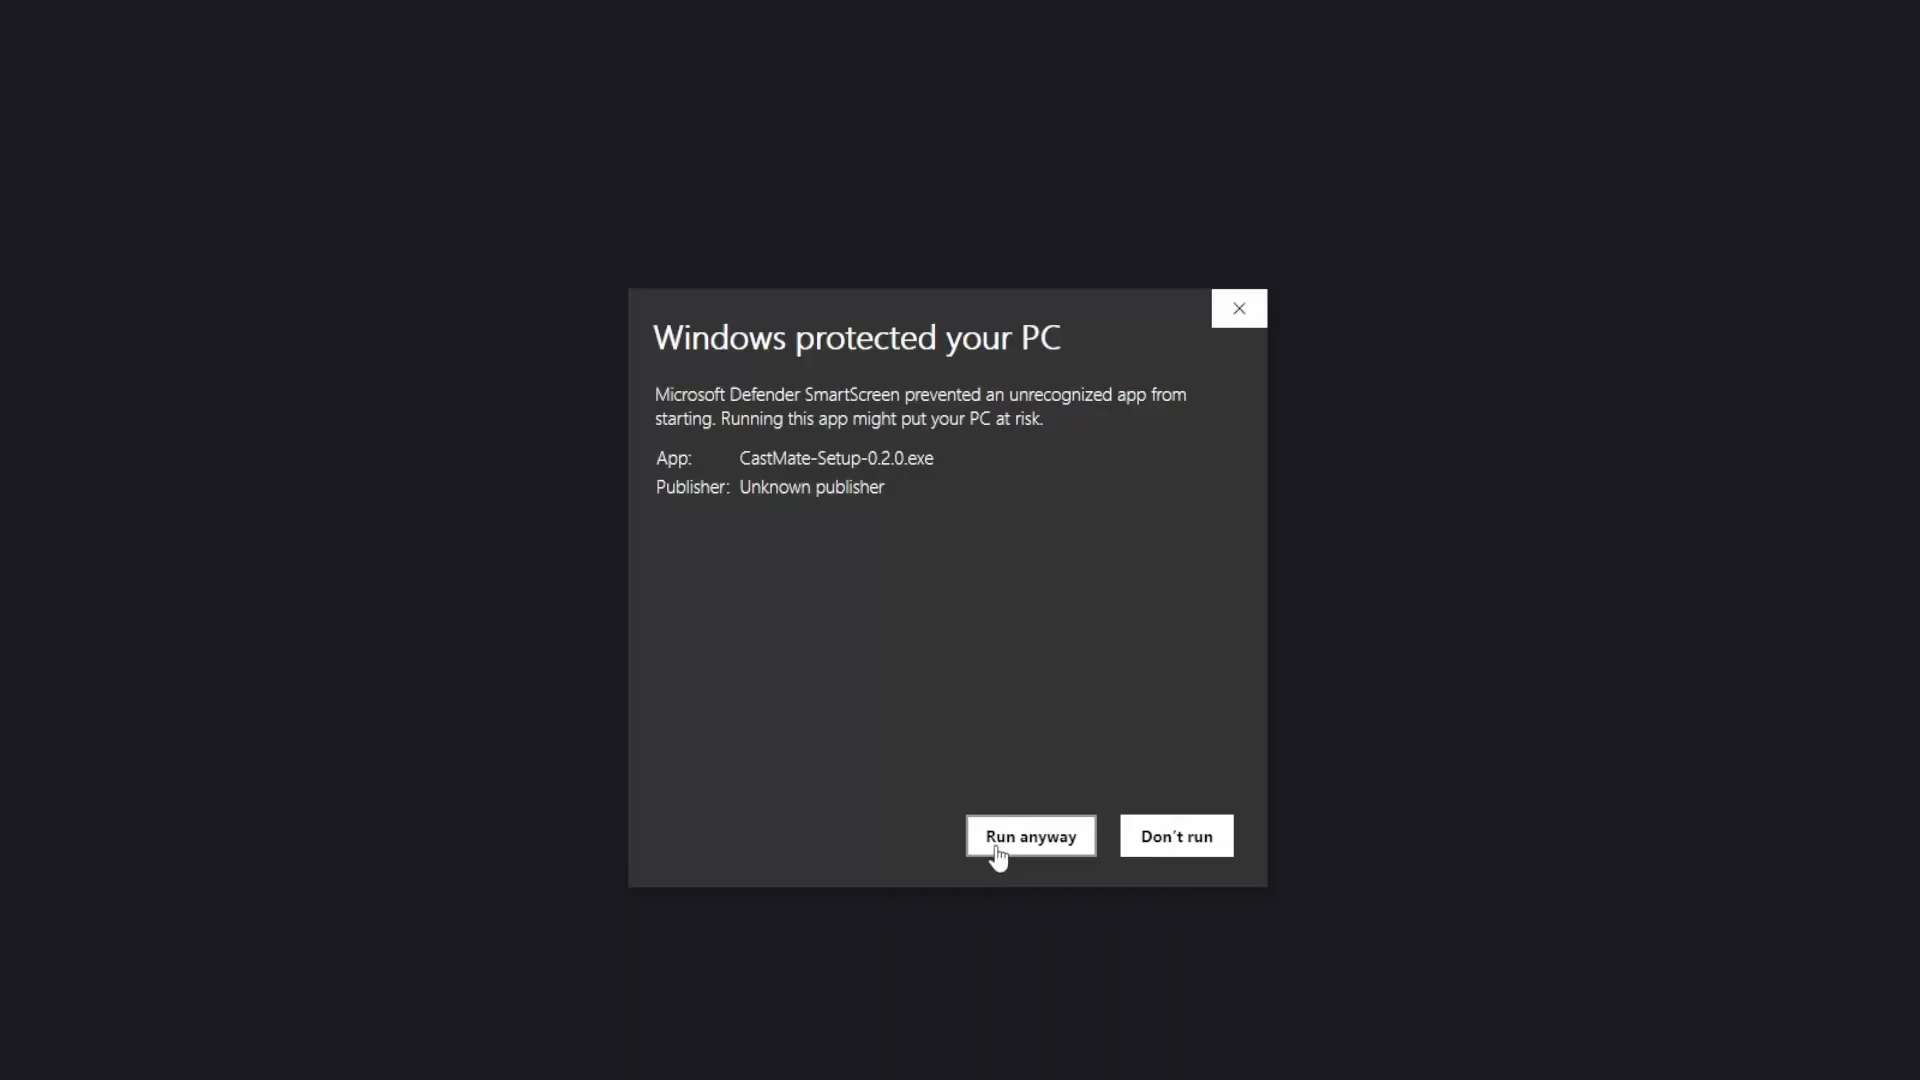 Windows protected your PC
Microsoft Defender SmartScreen prevented an unrecognized app from
starting. Running this app might put your PC at risk.
App: CastMate-Setup-0.2.0.exe
Publisher: Unknown publisher
Run anyway Don't run